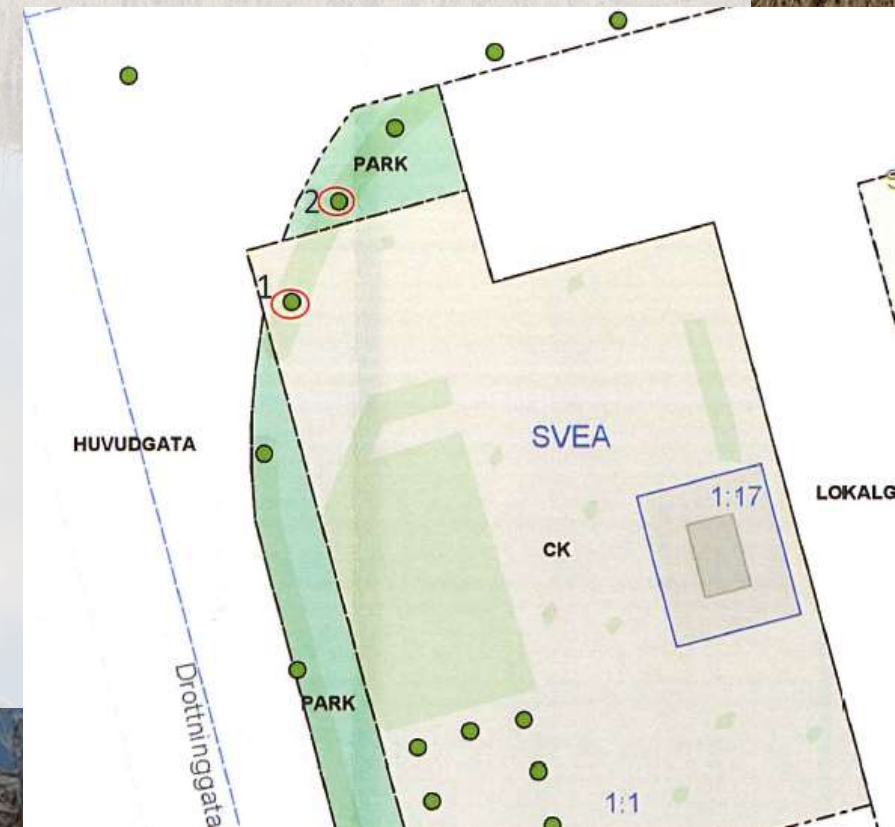 PARK
2
1
HUVUDGATA
SVEA
1:17
LOKALG
CK
Drottninggata
PARK
1:1